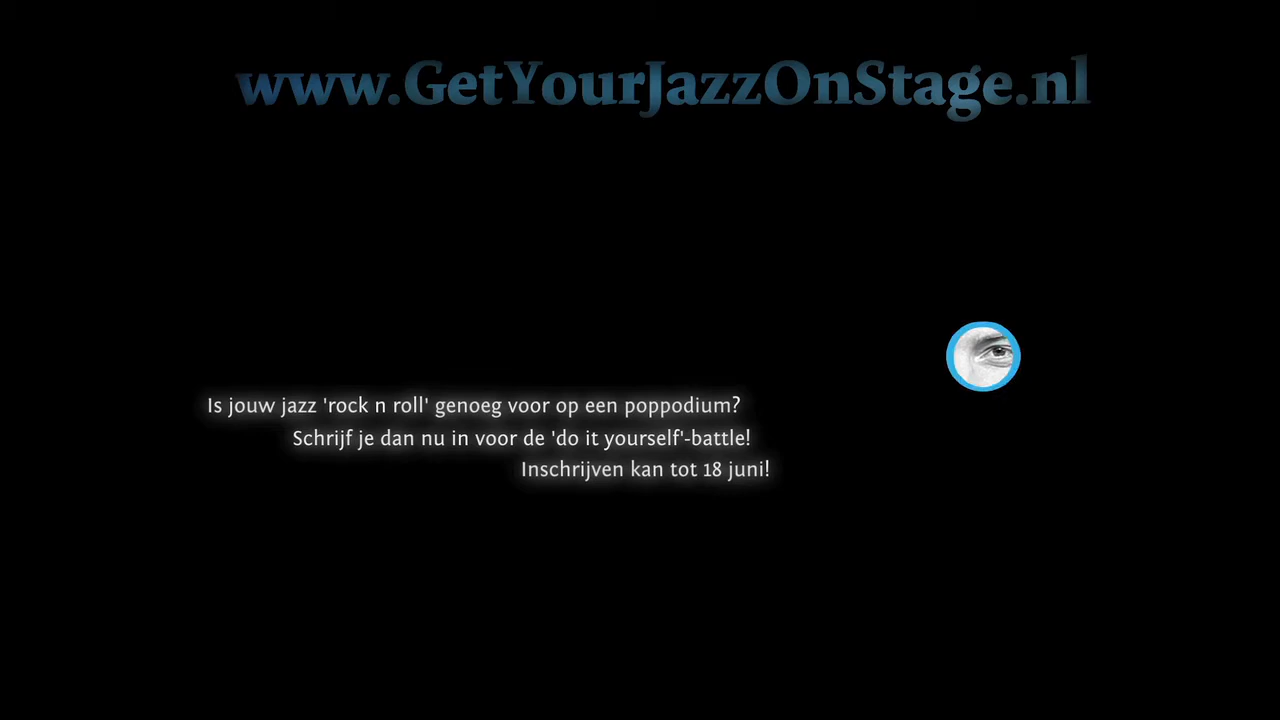 www.GetYourJazzOnStage.nl
Is jouw jazz 'rock n roll' genoeg voor op een poppodium?
Schrijf je dan nu in voor de 'do it yourself'-battle!
Inschrijven kan tot 18 juni!